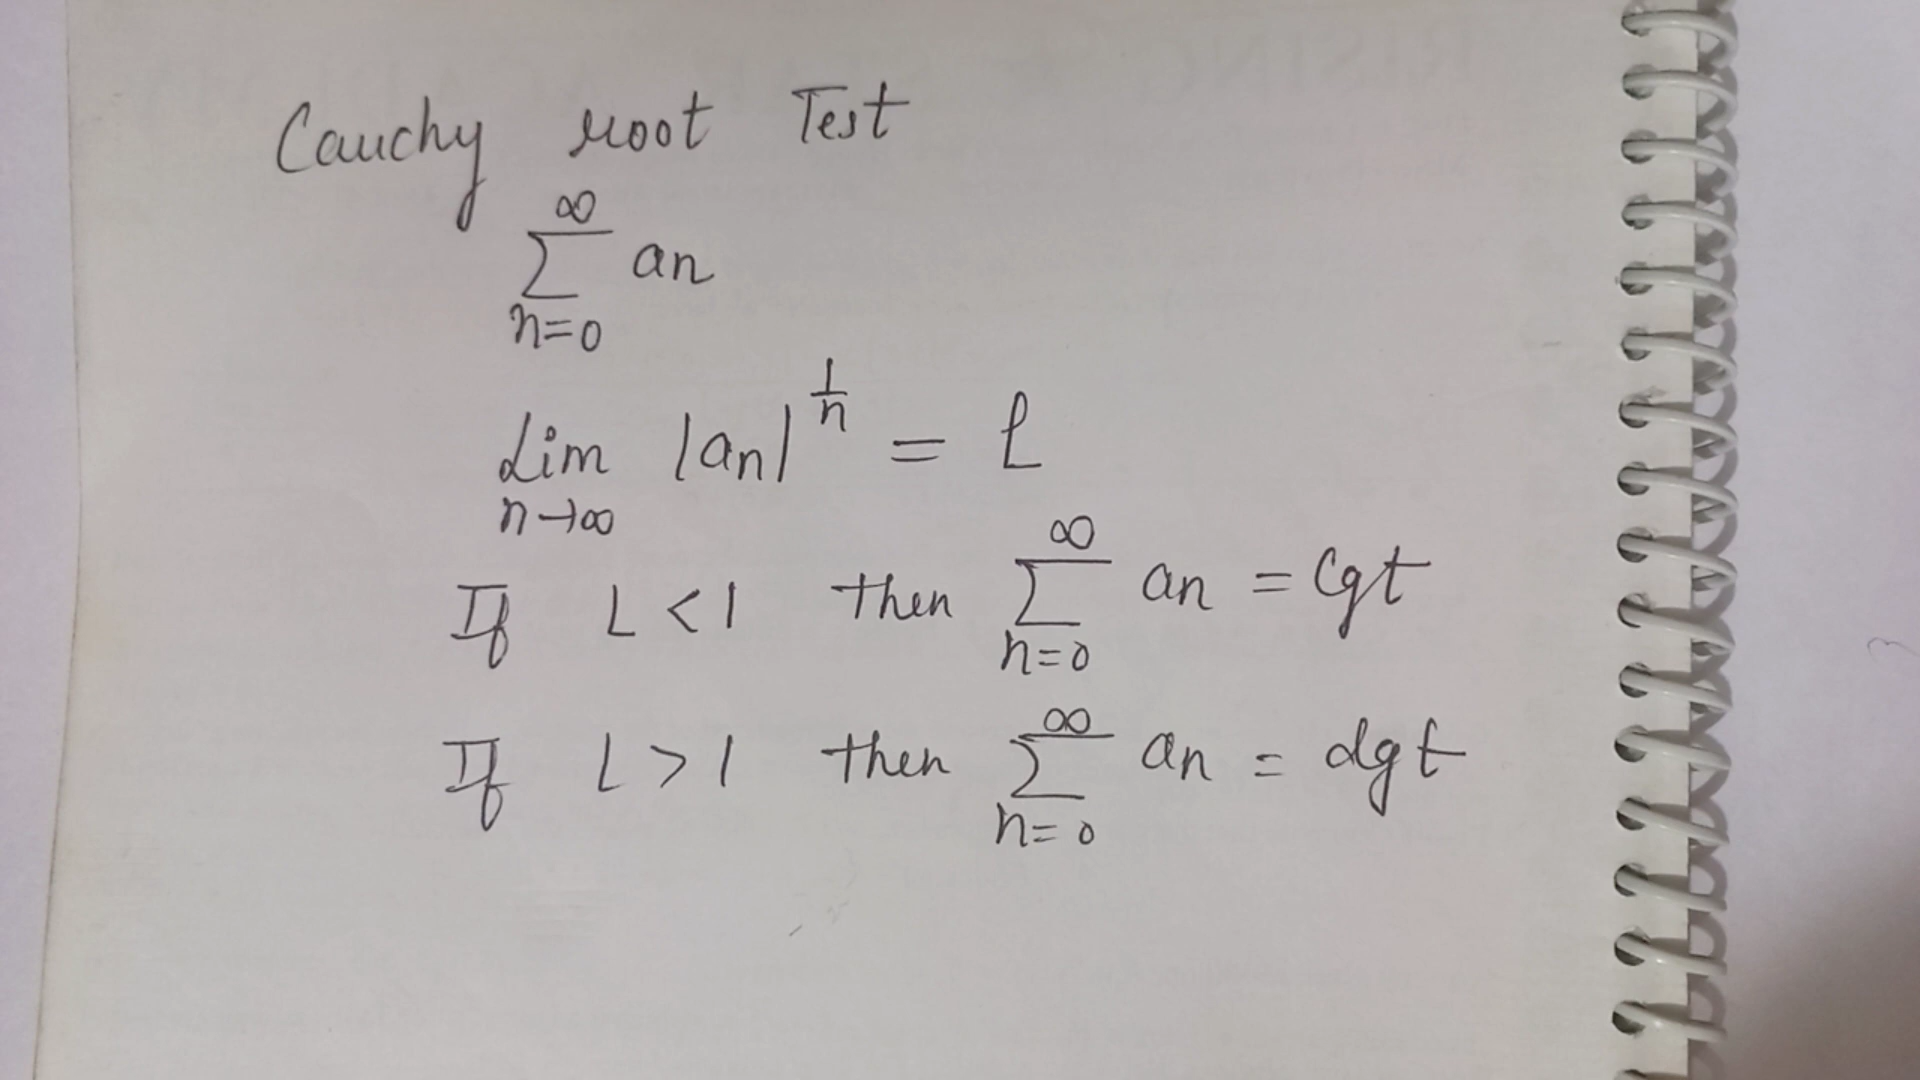 Cauchy root Test
∞
∑ an
n=0
Lim |an|^(1/n) = L
n→∞
If L < 1 then ∑_{n=0}^{∞} an = Cgt
If L > 1 then ∑_{n=0}^{∞} an = dgt